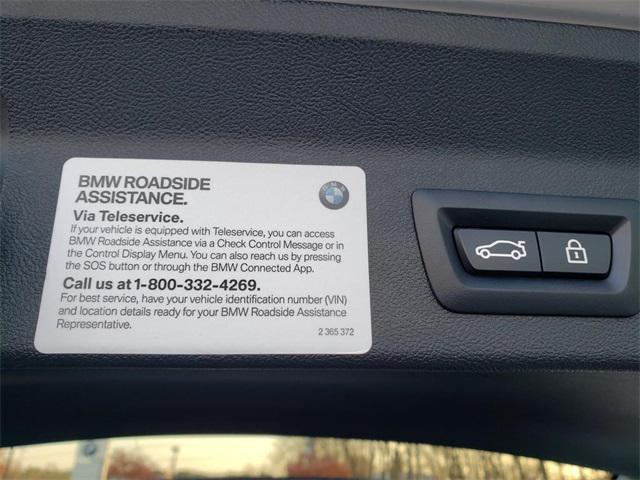 BMW ROADSIDE
ASSISTANCE.
BMW
Via Teleservice.
If your vehicle is equipped with Teleservice, you can access
BMW Roadside Assistance via a Check Control Message or in
the Control Display Menu. You can also reach us by pressing
the SOS button or through the BMW Connected App.
Call us at 1-800-332-4269.
For best service, have your vehicle identification number (VIN)
and location details ready for your BMW Roadside Assistance
Representative.
2 365 372